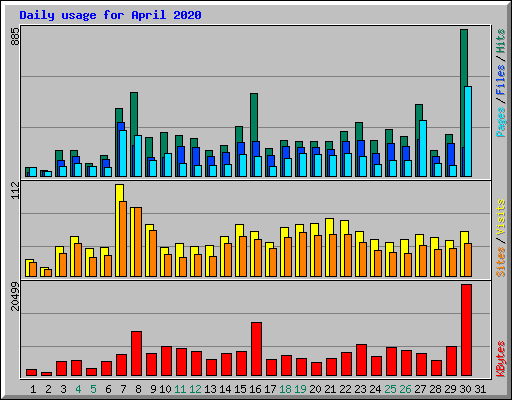 Daily usage for April 2020
885
Pages / Files / Hits
112
Sites / Visits
20499
KBytes
1 2 3 4 5 6 7 8 9 10 11 12 13 14 15 16 17 18 19 20 21 22 23 24 25 26 27 28 29 30 31